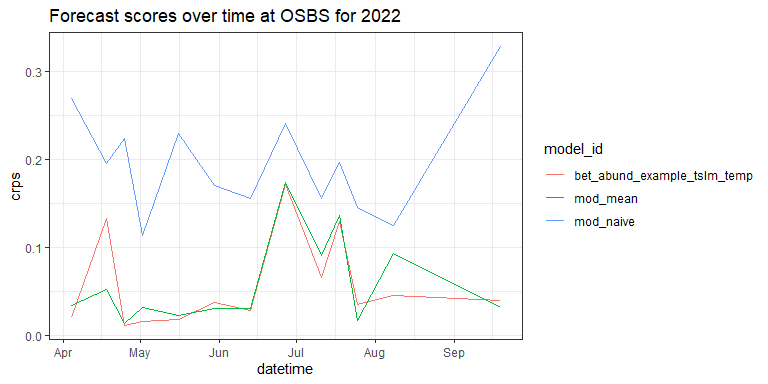 Forecast scores over time at OSBS for 2022
crps
0.3
0.2
0.1
0.0
Apr May Jun Jul Aug Sep
datetime
model_id
bet_abund_example_tslm_temp
mod_mean
mod_naive